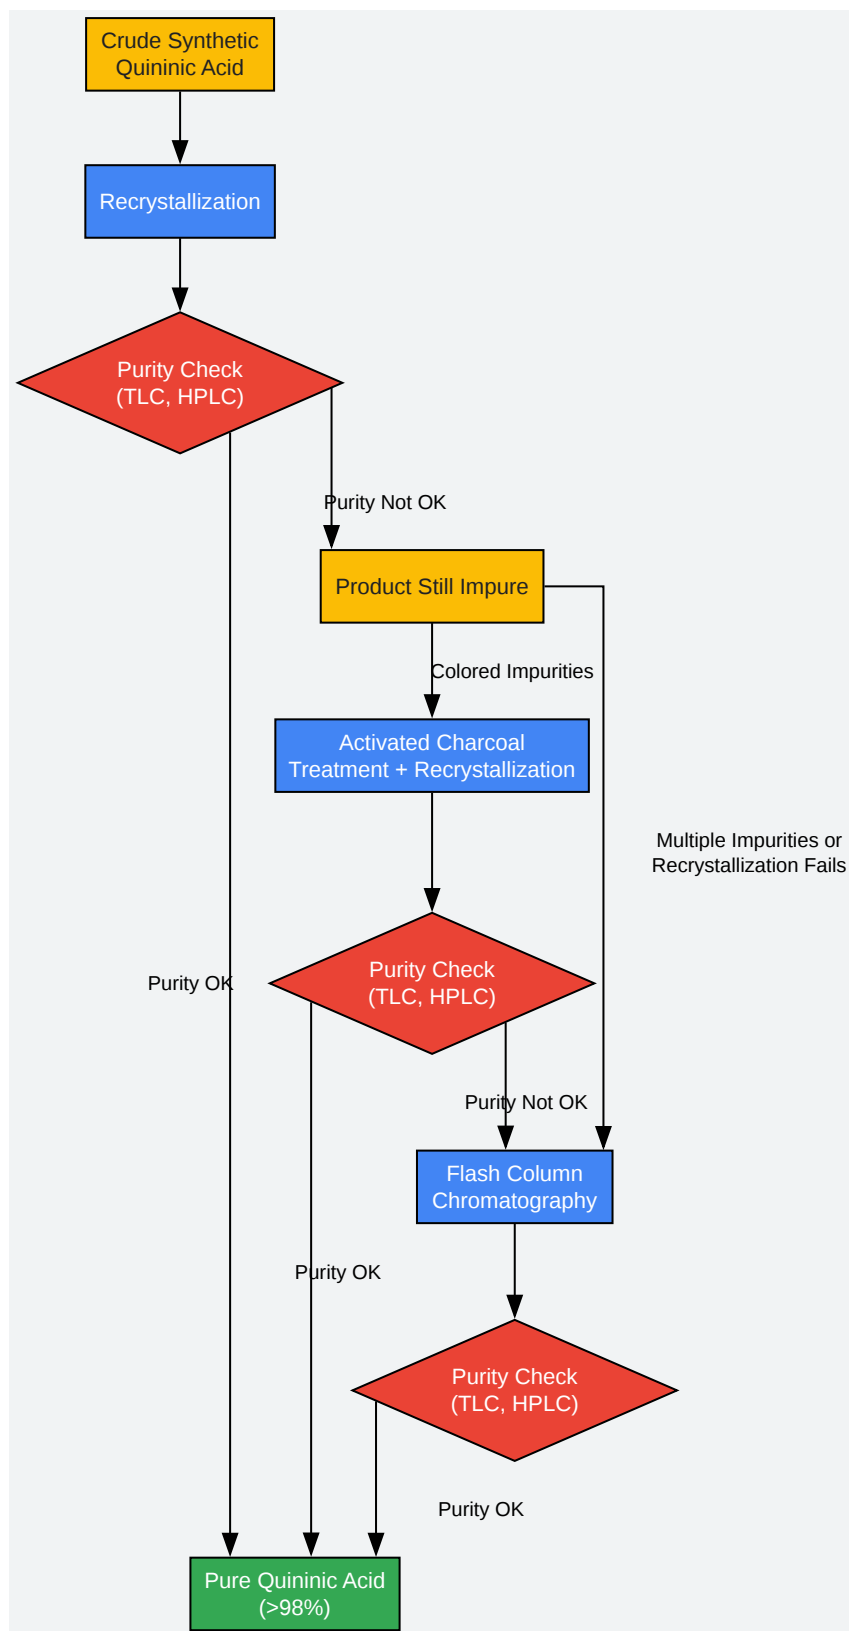 Crude Synthetic
Quininic Acid
Recrystallization
Purity Check
(TLC, HPLC)
Purity Not OK
Product Still Impure
Colored Impurities
Activated Charcoal
Treatment + Recrystallization
Multiple Impurities or
Recrystallization Fails
Purity OK
Purity Check
(TLC, HPLC)
Purity Not OK
Flash Column
Chromatography
Purity OK
Purity Check
(TLC, HPLC)
Purity OK
Pure Quininic Acid
(>98%)